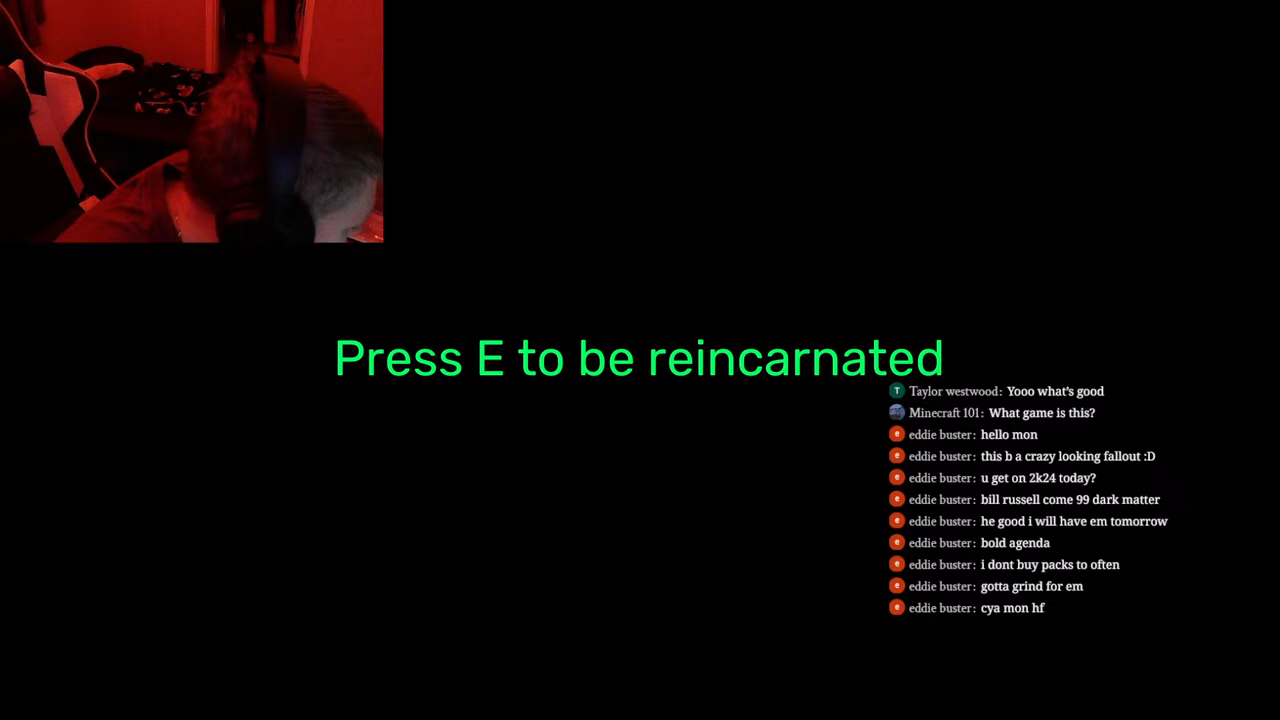 Press E to be reincarnated
T Taylor westwood: Yooo what's good
Minecraft 101: What game is this?
e eddie buster: hello mon
e eddie buster: this b a crazy looking fallout :D
e eddie buster: u get on 2k24 today?
e eddie buster: bill russell come 99 dark matter
e eddie buster: he good i will have em tomorrow
e eddie buster: bold agenda
e eddie buster: i dont buy packs to often
e eddie buster: gotta grind for em
e eddie buster: cya mon hf